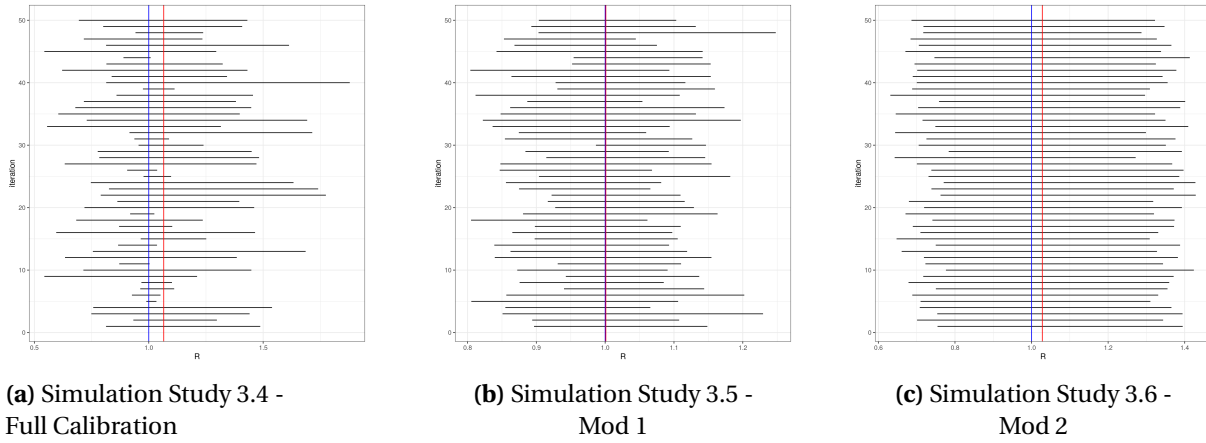 50
40
30
20
10
0
iteration
0.5
1.0
1.5
R
50
40
30
20
10
0
iteration
0.8
0.9
1.0
1.1
1.2
R
50
40
30
20
10
0
iteration
0.6
0.8
1.0
1.2
1.4
R
(a) Simulation Study 3.4 -
Full Calibration
(b) Simulation Study 3.5 -
Mod 1
(c) Simulation Study 3.6 -
Mod 2